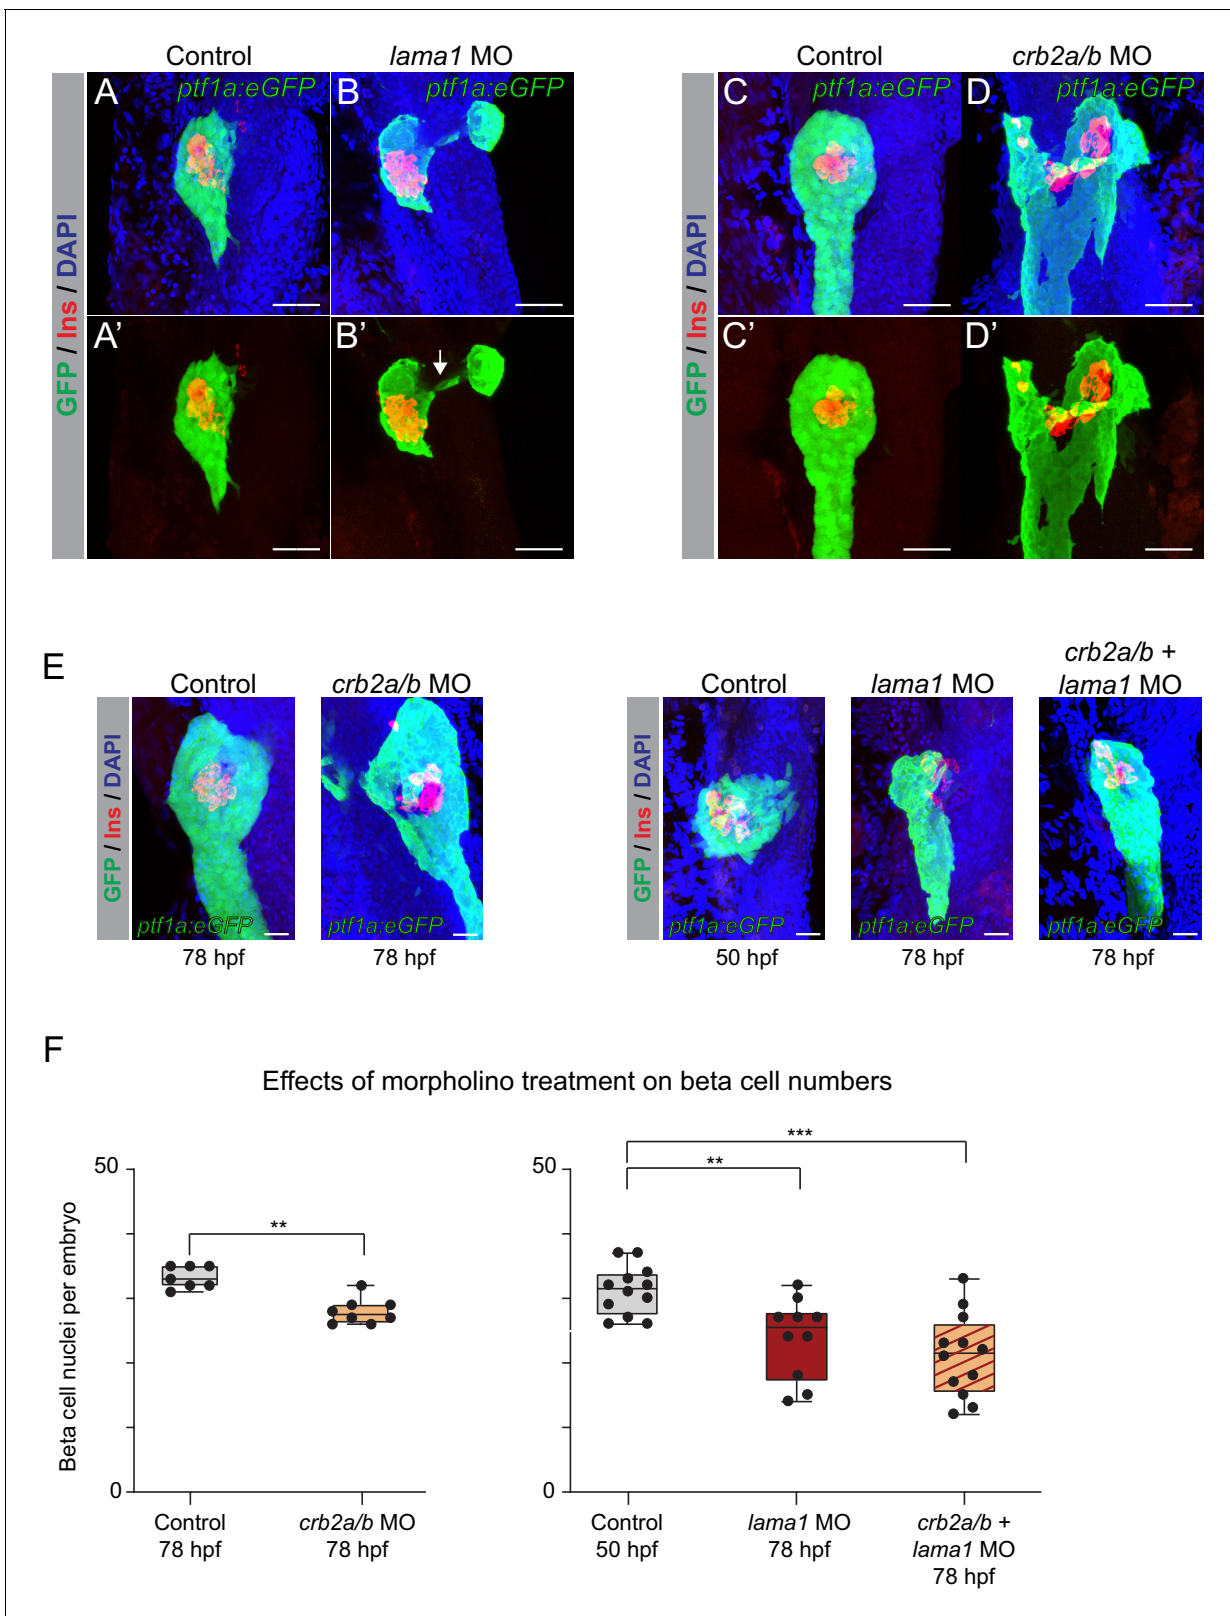 Control
lama1 MO
Control
crb2a/b MO
GFP / Ins / DAPI
A
ptf1a:eGFP
B
ptf1a:eGFP
A’
B’
GFP / Ins / DAPI
C
ptf1a:eGFP
D
ptf1a:eGFP
C’
D’
E
Control
crb2a/b MO
Control
lama1 MO
crb2a/b +
lama1 MO
GFP / Ins / DAPI
ptf1a:eGFP
ptf1a:eGFP
GFP / Ins / DAPI
ptf1a:eGFP
ptf1a:eGFP
ptf1a:eGFP
78 hpf
78 hpf
50 hpf
78 hpf
78 hpf
F
Effects of morpholino treatment on beta cell numbers
Beta cell nuclei per embryo
50
**
0
Control
78 hpf
crb2a/b MO
78 hpf
50
***
**
0
Control
50 hpf
lama1 MO
78 hpf
crb2a/b +
lama1 MO
78 hpf